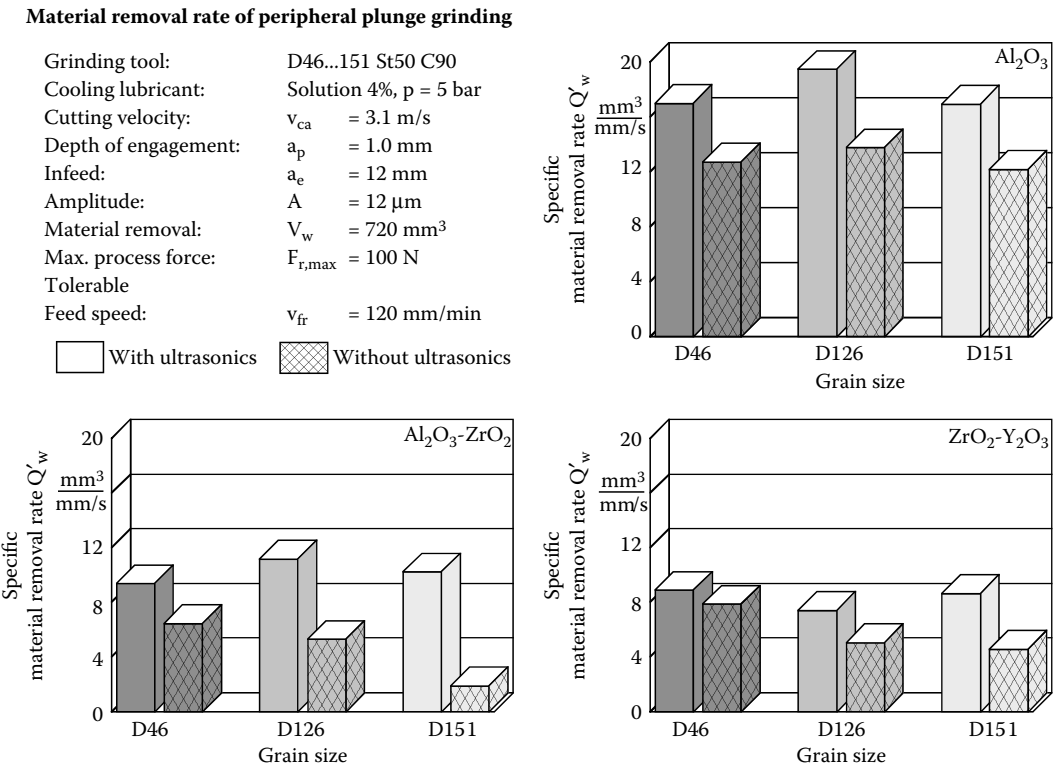 Material removal rate of peripheral plunge grinding
Grinding tool: D46...151 St50 C90
Cooling lubricant: Solution 4%, p = 5 bar
Cutting velocity: v_ca = 3.1 m/s
Depth of engagement: a_p = 1.0 mm
Infeed: a_e = 12 mm
Amplitude: A = 12 μm
Material removal: V_w = 720 mm³
Max. process force: F_r,max = 100 N
Tolerable
Feed speed: v_fr = 120 mm/min
With ultrasonics Without ultrasonics
Al₂O₃
Specific
material removal rate Q′_w
mm³
mm/s
20
12
8
4
0
D46 D126 D151
Grain size
Al₂O₃-ZrO₂
Specific
material removal rate Q′_w
mm³
mm/s
20
12
8
4
0
D46 D126 D151
Grain size
ZrO₂-Y₂O₃
Specific
material removal rate Q′_w
mm³
mm/s
20
12
8
4
0
D46 D126 D151
Grain size